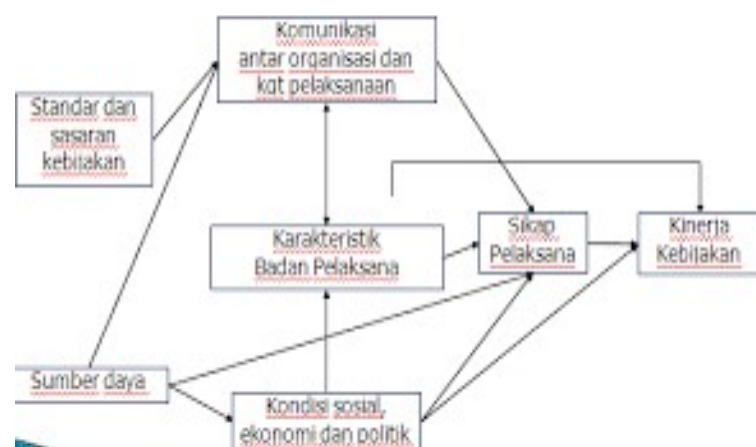 Komunikasi
antar organisasi dan
kgt pelaksanaan
Standar dan
sasaran
kebijakan
Karakteristik
Badan Pelaksana
Sikap
Pelaksana
Kinerja
Kebijakan
Sumber daya
Kondisi sosial,
ekonomi dan politik